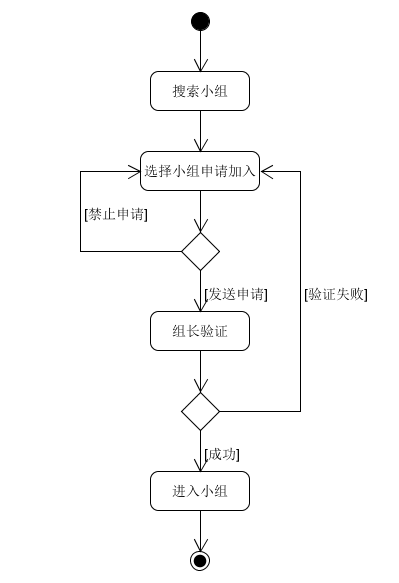 搜索小组
选择小组申请加入
[禁止申请]
[发送申请]
[验证失败]
组长验证
[成功]
进入小组